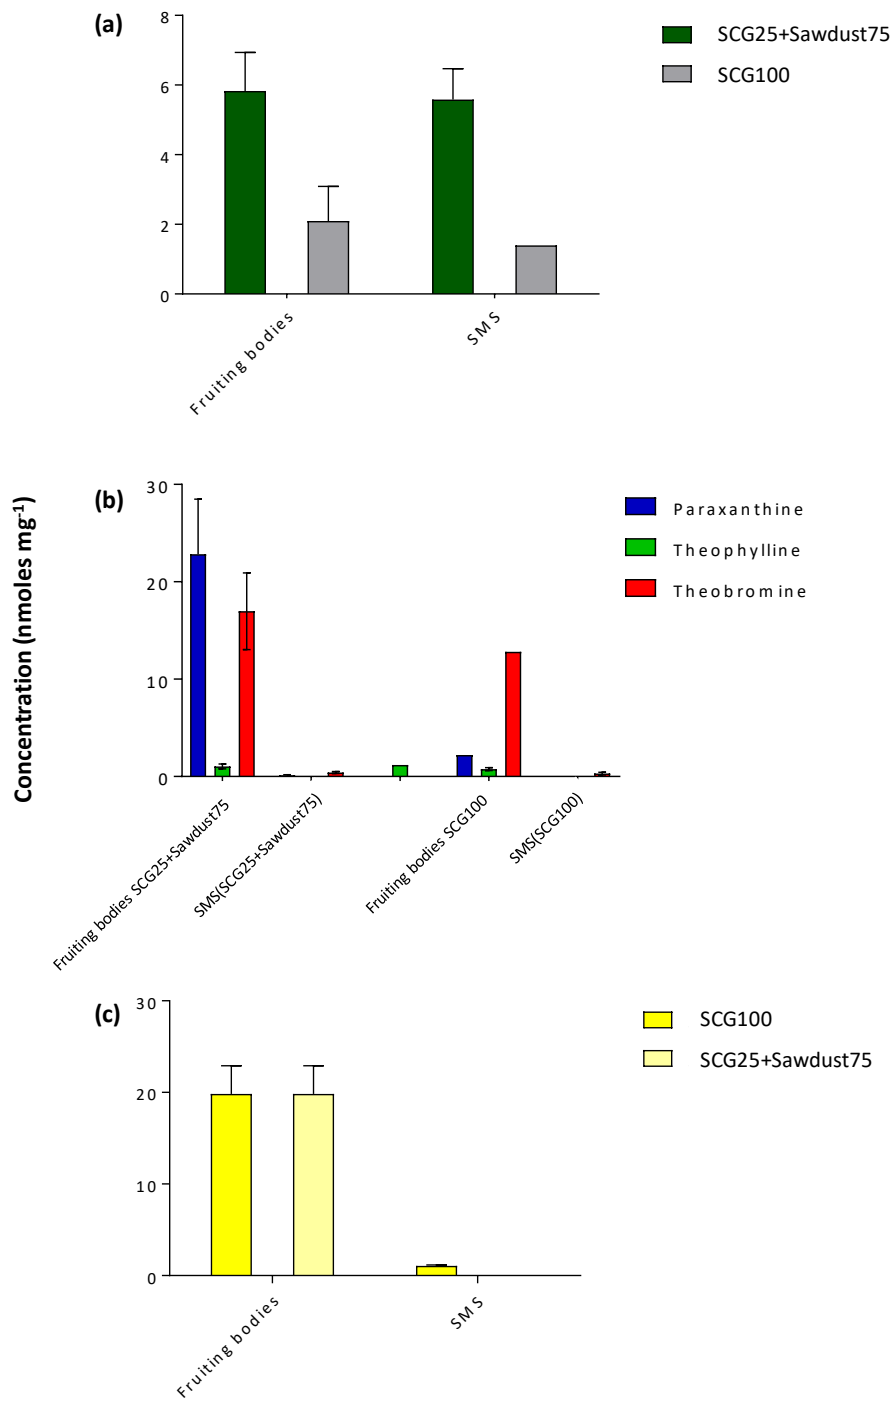 (a)
8
6
4
2
0
Fruiting bodies
SMS
SCG25+Sawdust75
SCG100
Concentration (nmoles mg⁻¹)
(b)
30
20
10
0
Fruiting bodies SCG25+Sawdust75
SMS(SCG25+Sawdust75)
Fruiting bodies SCG100
SMS(SCG100)
Paraxanthine
Theophylline
Theobromine
(c)
30
20
10
0
Fruiting bodies
SMS
SCG100
SCG25+Sawdust75